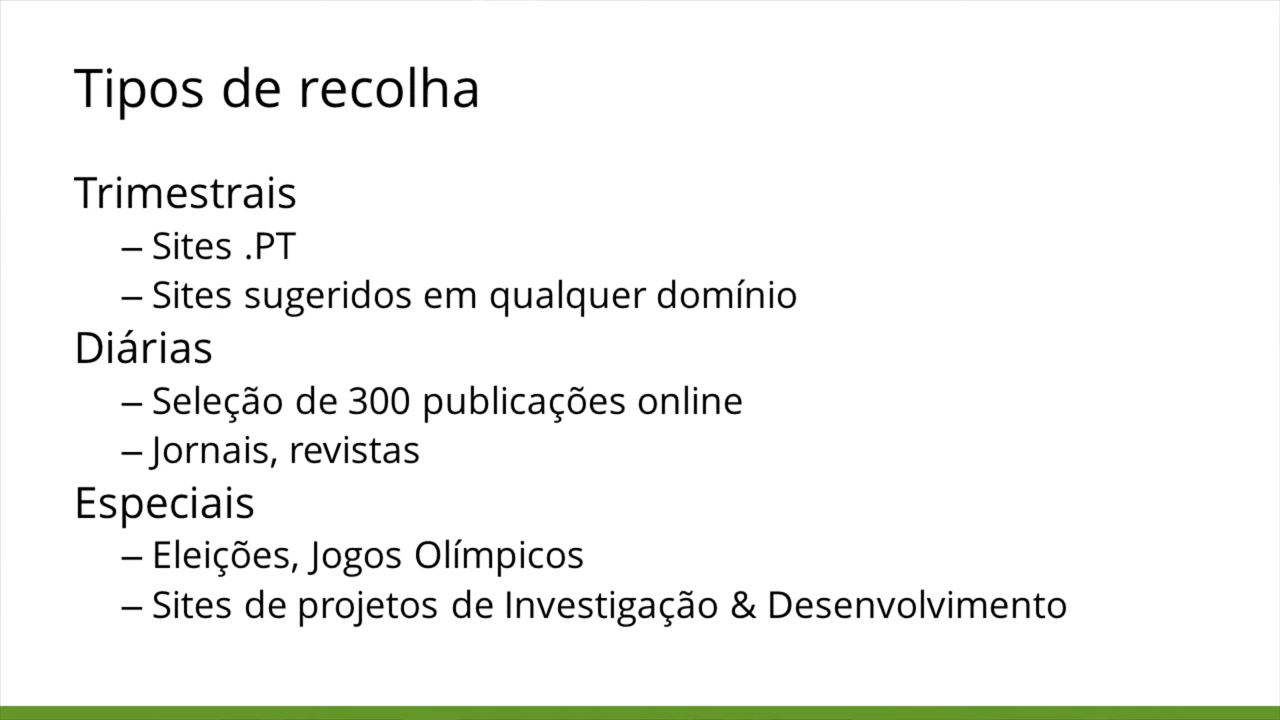 Tipos de recolha
Trimestrais
– Sites .PT
– Sites sugeridos em qualquer domínio
Diárias
– Seleção de 300 publicações online
– Jornais, revistas
Especiais
– Eleições, Jogos Olímpicos
– Sites de projetos de Investigação & Desenvolvimento